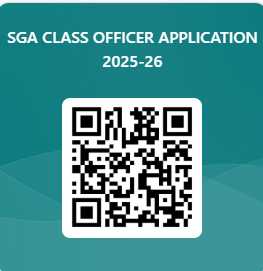 SGA CLASS OFFICER APPLICATION
2025-26